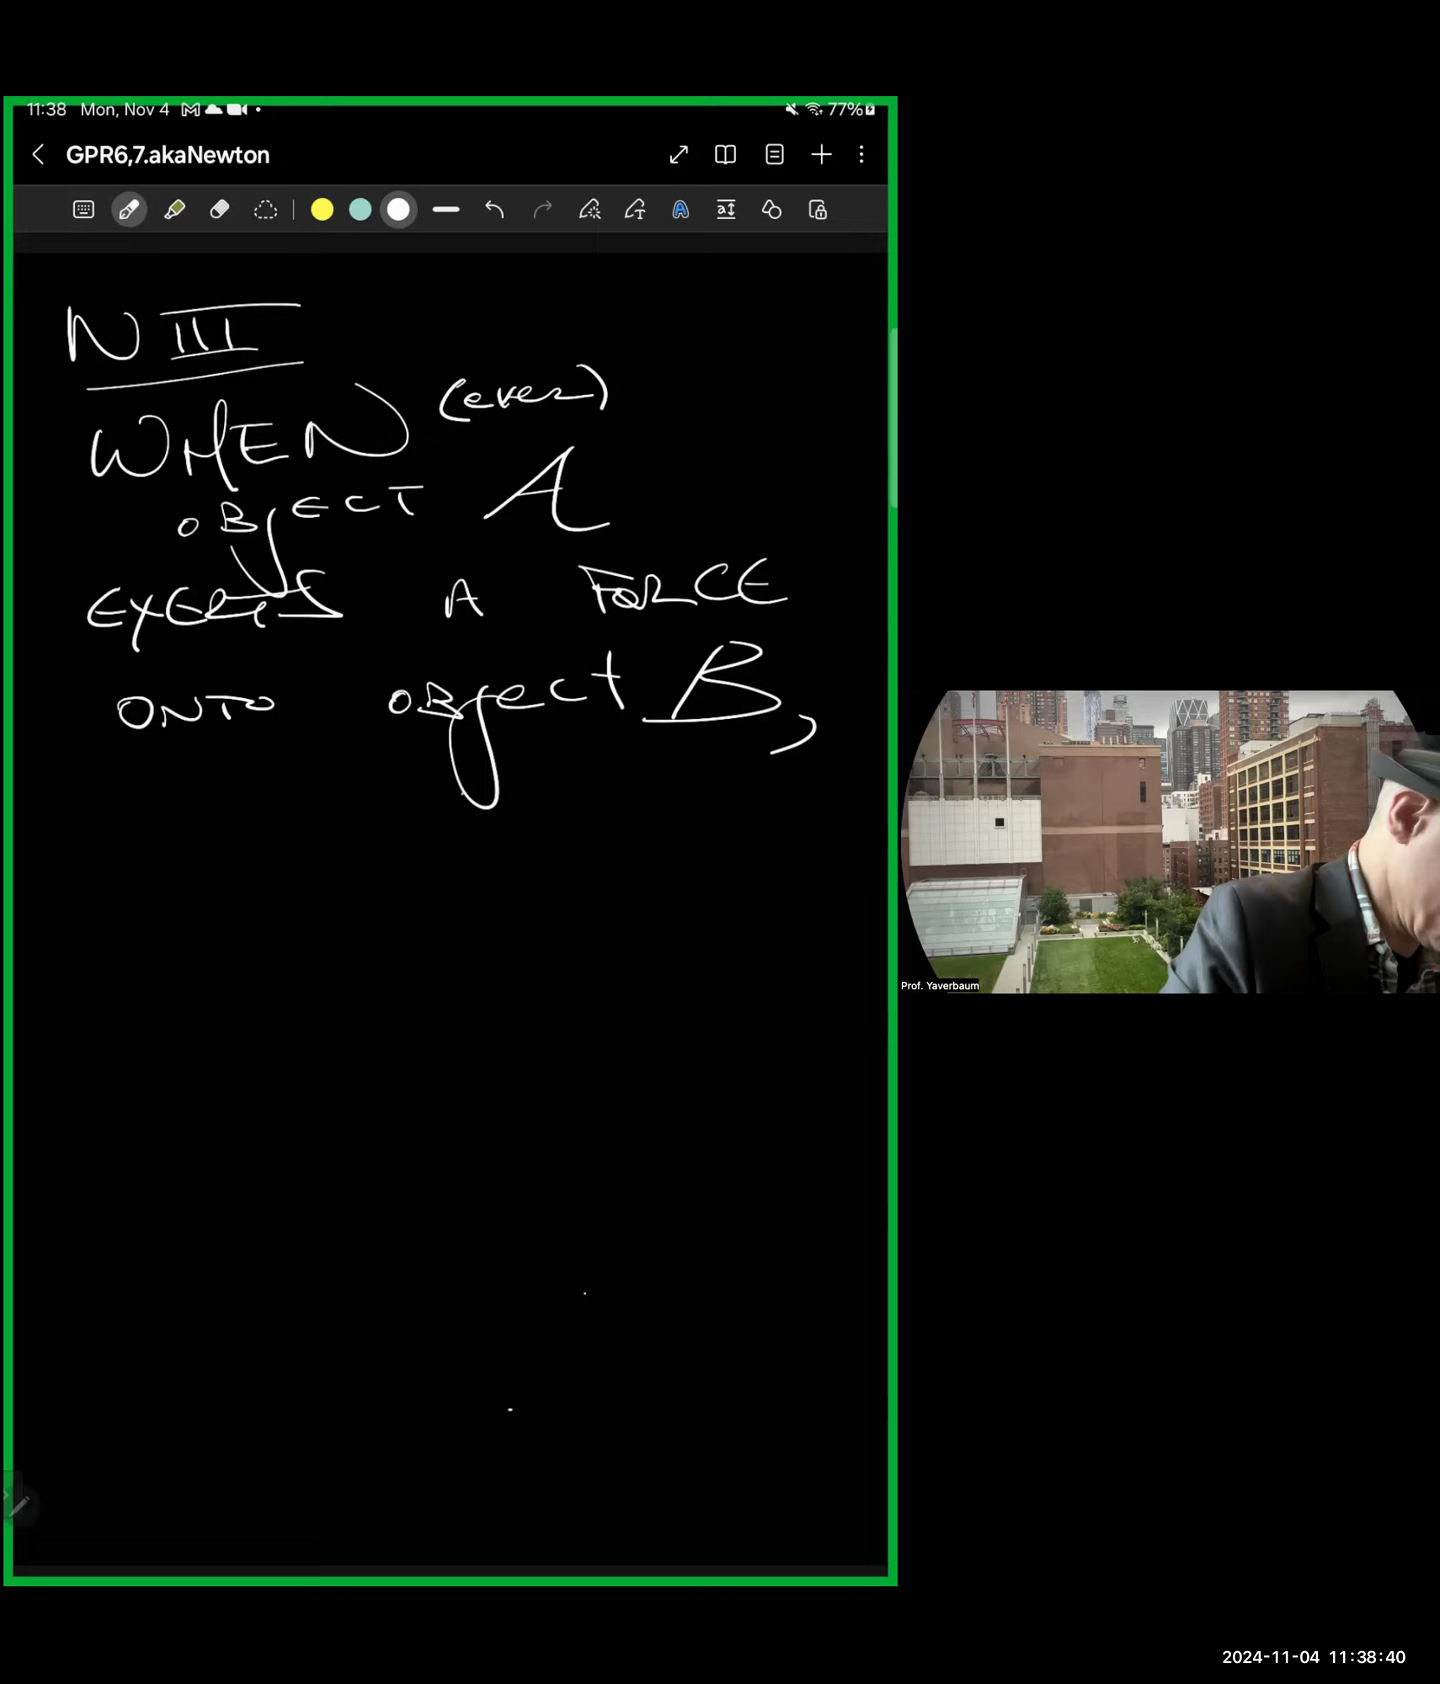 11:38 Mon, Nov 4 77%
GPR6,7.akaNewton
N III
WHEN (ever)
OBJECT A
EXERTS A FORCE
ONTO OBJECT B,
Prof. Yaverbaum
2024-11-04 11:38:40